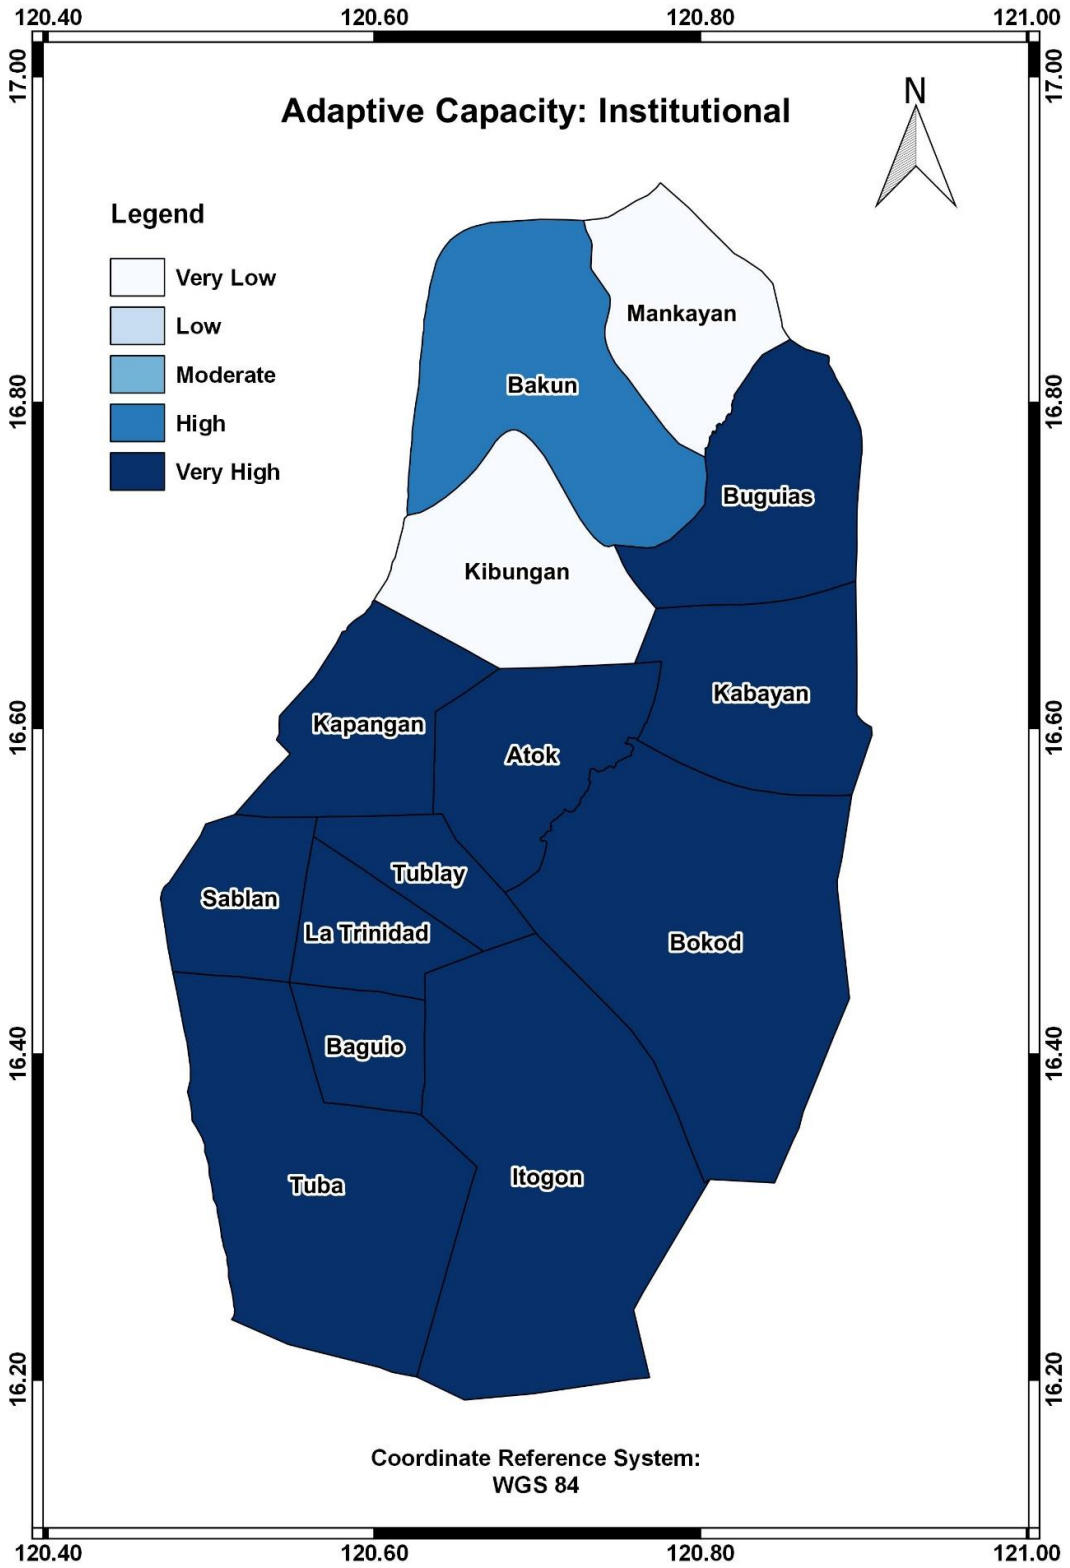 120.40
120.60
120.80
121.00
17.00
17.00
Adaptive Capacity: Institutional
N
Legend
Very Low
Low
Moderate
High
Very High
Mankayan
Bakun
16.80
16.80
Buguias
Kibungan
Kabayan
Kapangan
16.60
16.60
Atok
Tublay
Sablan
La Trinidad
Bokod
16.40
16.40
Baguio
Itogon
Tuba
16.20
16.20
Coordinate Reference System:
WGS 84
120.40
120.60
120.80
121.00